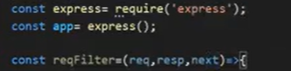 const express= require('express');
const app= express();
const reqFilter=(req,resp,next)=>{